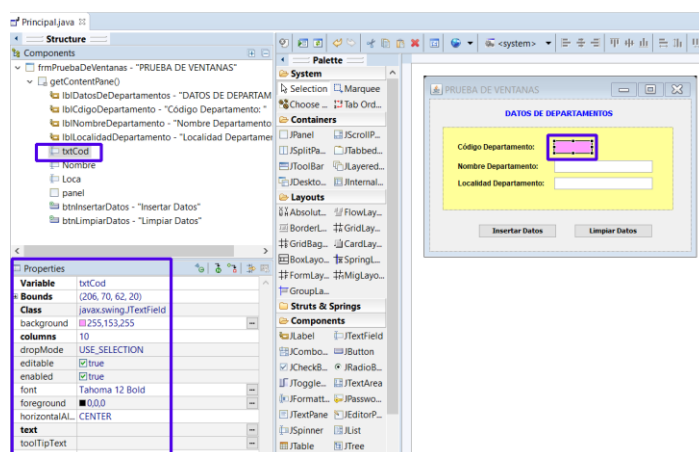 Principal.java
Structure
Components
frmPruebaDeVentanas - "PRUEBA DE VENTANAS"
getContentPane()
lblDatosDeDepartamentos - "DATOS DE DEPARTAM
lblCdigoDepartamento - "Código Departamento: "
lblNombreDepartamento - "Nombre Departamento
lblLocalidadDepartamento - "Localidad Departamer
txtCod
Nombre
Loca
panel
btnInsertarDatos - "Insertar Datos"
btnLimpiarDatos - "Limpiar Datos"
Properties
Variable txtCod
Bounds (206, 70, 62, 20)
Class javax.swing.JTextField
background 255,153,255
columns 10
dropMode USE_SELECTION
editable true
enabled true
font Tahoma 12 Bold
foreground 0,0,0
horizontalAl... CENTER
text
toolTipText
<system>
Palette
System
Selection Marquee
Choose ... Tab Ord...
Containers
JPanel JScrollP...
JSplitPa... JTabbed...
JToolBar JLayered...
JDeskto... JInternal...
Layouts
Absolut... FlowLay...
BorderL... GridLay...
GridBag... CardLay...
BoxLayo... SpringL...
FormLay... MigLayo...
GroupLa...
Struts & Springs
Components
JLabel JTextField
JCombo... JButton
JCheckB... JRadioB...
JToggle... JTextArea
JFormatt... JPasswo...
JTextPane JEditorP...
JSpinner JList
JTable JTree
PRUEBA DE VENTANAS
DATOS DE DEPARTAMENTOS
Código Departamento:
Nombre Departamento:
Localidad Departamento:
Insertar Datos Limpiar Datos